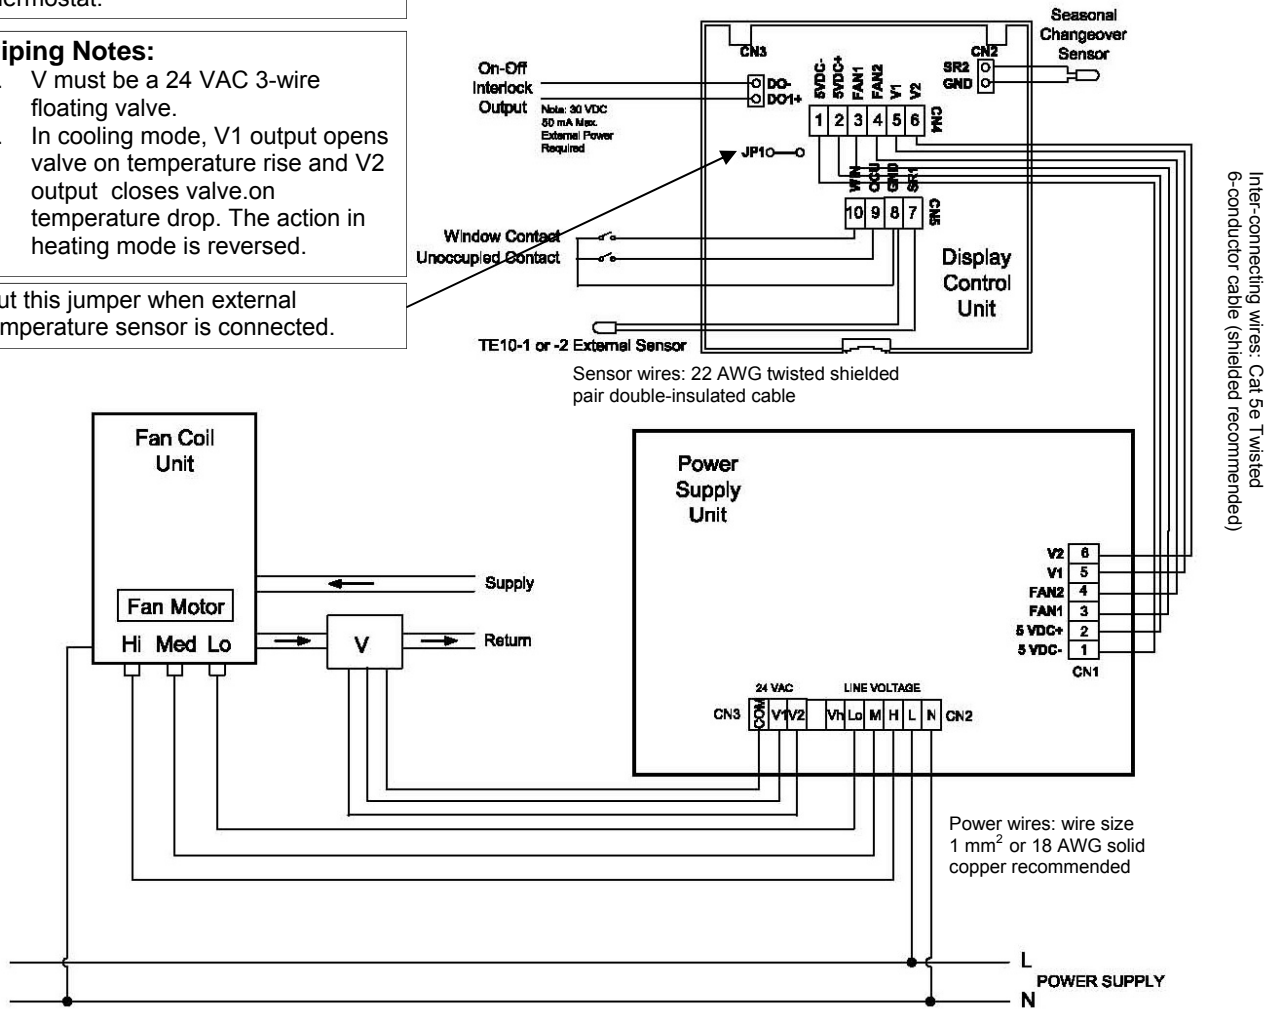 iping Notes:
V must be a 24 VAC 3-wire
floating valve.
In cooling mode, V1 output opens
valve on temperature rise and V2
output closes valve.on
temperature drop. The action in
heating mode is reversed.
ut this jumper when external
mperature sensor is connected.
On-Off
Interlock
Output
Note: 30 VDC
50 mA Max.
External Power
Required
CN3
DO-
DO1+
5VDC-
5VDC+
FAN1
FAN2
V1
V2
1 2 3 4 5 6
CN4
CN2
SR2
GND
Seasonal
Changeover
Sensor
JP1
WIN
OCU
GND
SR1
10 9 8 7
CN5
Window Contact
Unoccupied Contact
Display
Control
Unit
TE10-1 or -2 External Sensor
Sensor wires: 22 AWG twisted shielded
pair double-insulated cable
Inter-connecting wires: Cat 5e Twisted
6-conductor cable (shielded recommended)
Fan Coil
Unit
Fan Motor
Hi Med Lo
Supply
Return
V
Power
Supply
Unit
V2 6
V1 5
FAN2 4
FAN1 3
5 VDC+ 2
5 VDC- 1
CN1
24 VAC LINE VOLTAGE
CN3 COM V1 V2 Vh Lo M H L N CN2
Power wires: wire size
1 mm² or 18 AWG solid
copper recommended
L
POWER SUPPLY
N